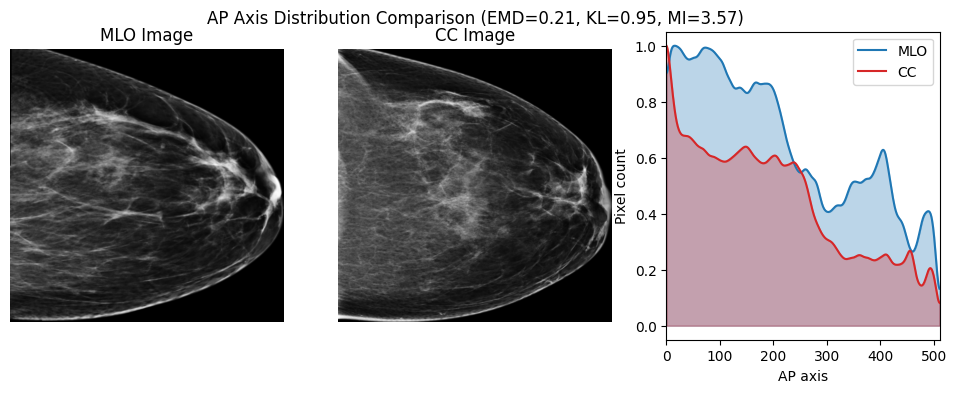 AP Axis Distribution Comparison (EMD=0.21, KL=0.95, MI=3.57)
MLO Image
CC Image
MLO
CC
Pixel count
1.0
0.8
0.6
0.4
0.2
0.0
0 100 200 300 400 500
AP axis